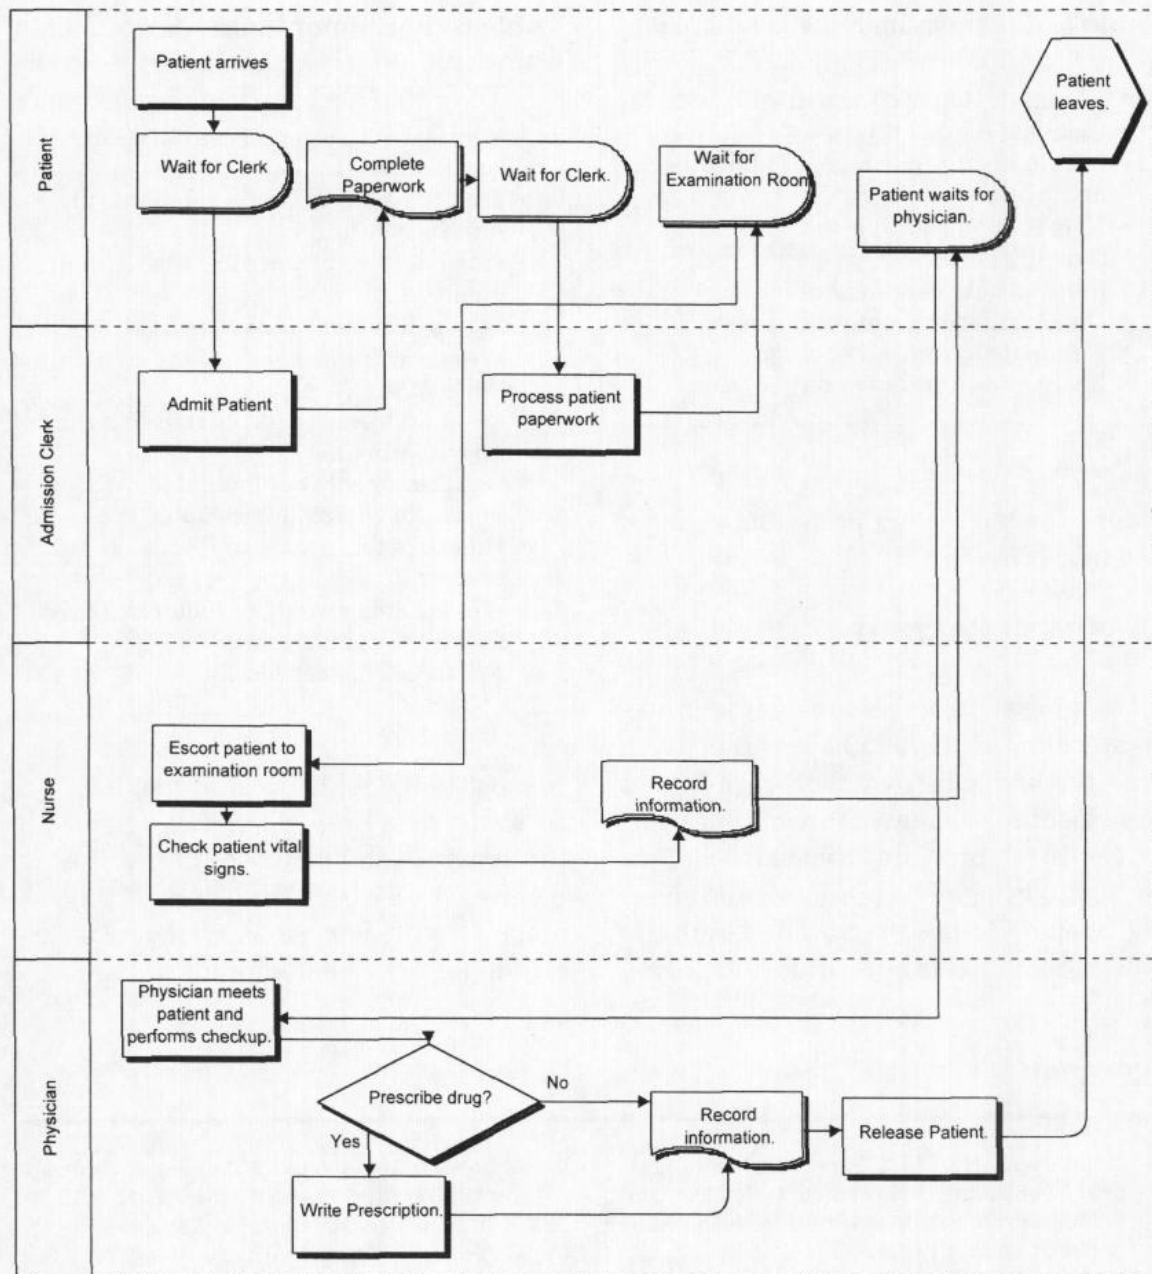 Patient
Patient arrives
Wait for Clerk
Complete
Paperwork
Wait for Clerk.
Wait for
Examination Room
Patient waits for
physician.
Patient
leaves.
Admission Clerk
Admit Patient
Process patient
paperwork
Nurse
Escort patient to
examination room
Check patient vital
signs.
Record
information.
Physician
Physician meets
patient and
performs checkup.
Prescribe drug?
No
Yes
Write Prescription.
Record
information.
Release Patient.